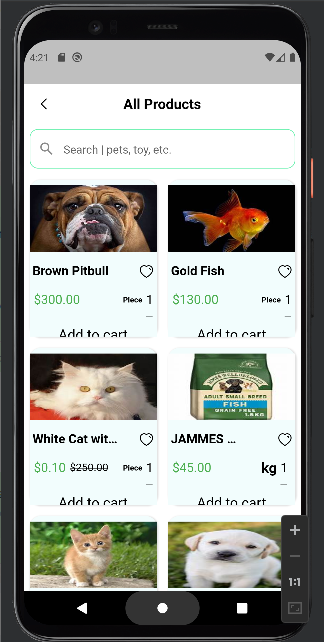 4:21
All Products
Search | pets, toy, etc.
Brown Pitbull
$300.00 Piece 1
Add to cart
Gold Fish
$130.00 Piece 1
Add to cart
White Cat wit...
$0.10 $250.00 Piece 1
Add to cart
ADULT SMALL BREED
FISH
GRAIN FREE
1.5KG
JAMMES ...
$45.00 kg 1
Add to cart
1:1